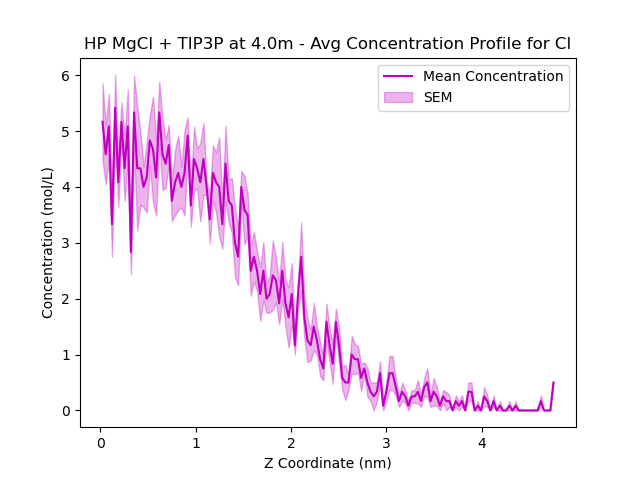 HP MgCl + TIP3P at 4.0m - Avg Concentration Profile for Cl
Mean Concentration
SEM
Concentration (mol/L)
6
5
4
3
2
1
0
0 1 2 3 4
Z Coordinate (nm)